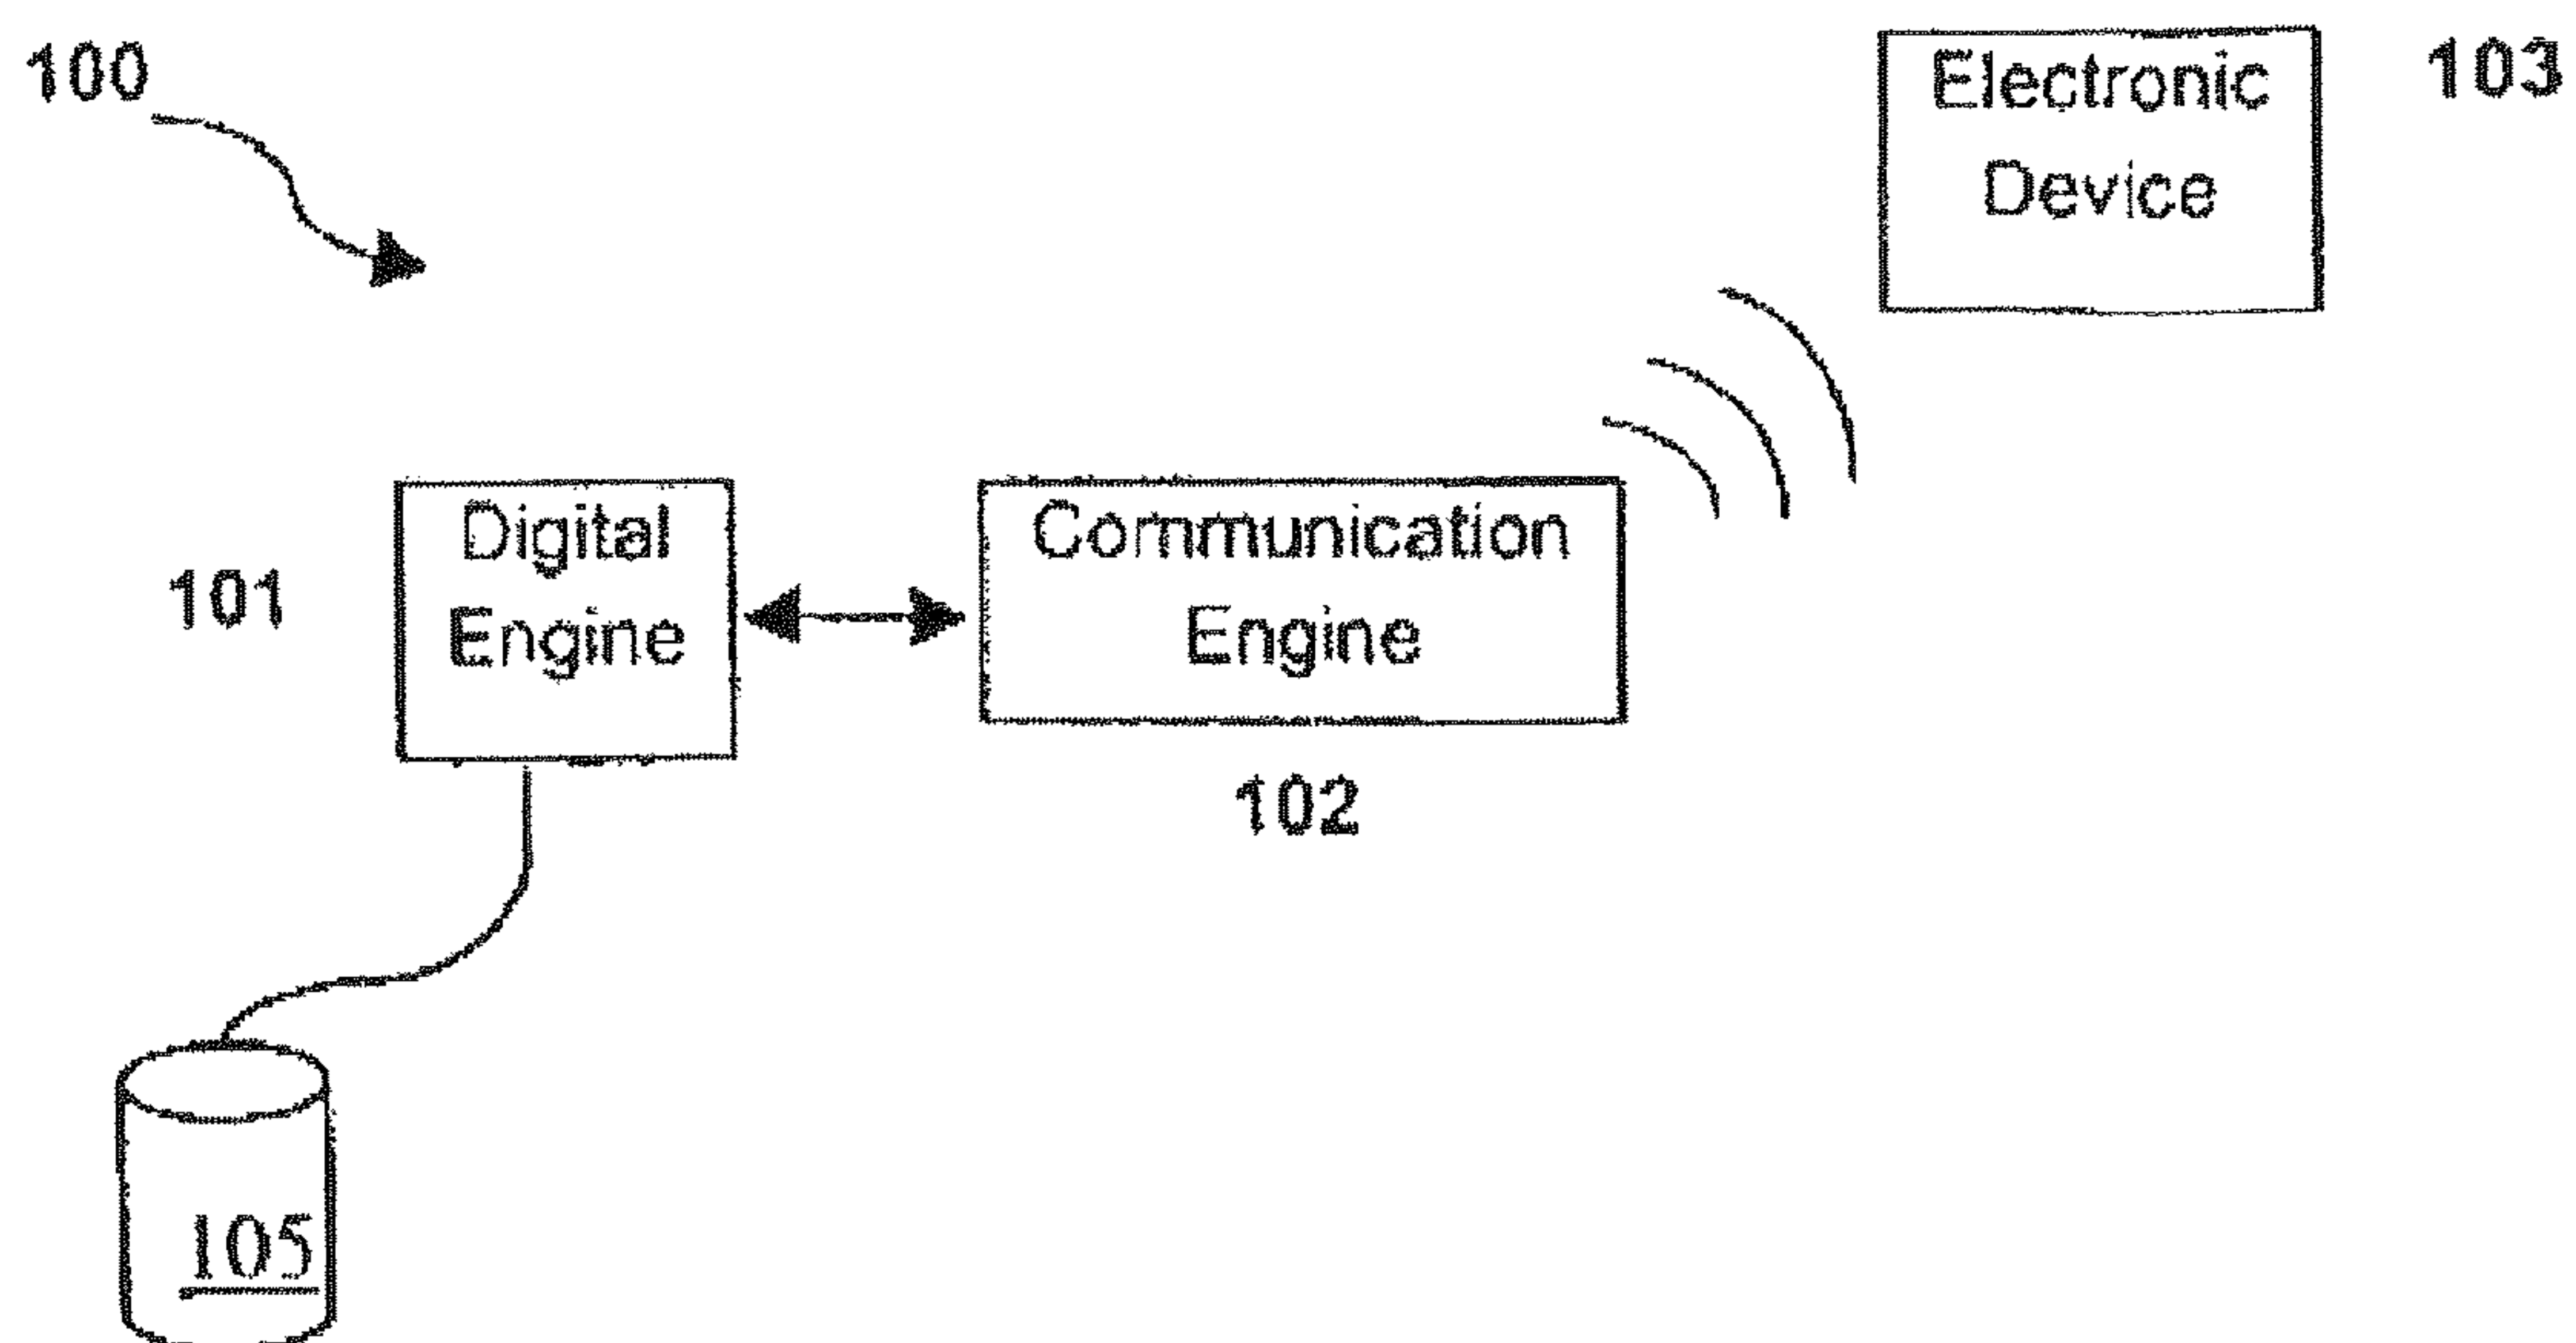 100
Electronic
Device
103
101
Digital
Engine
Communication
Engine
102
105